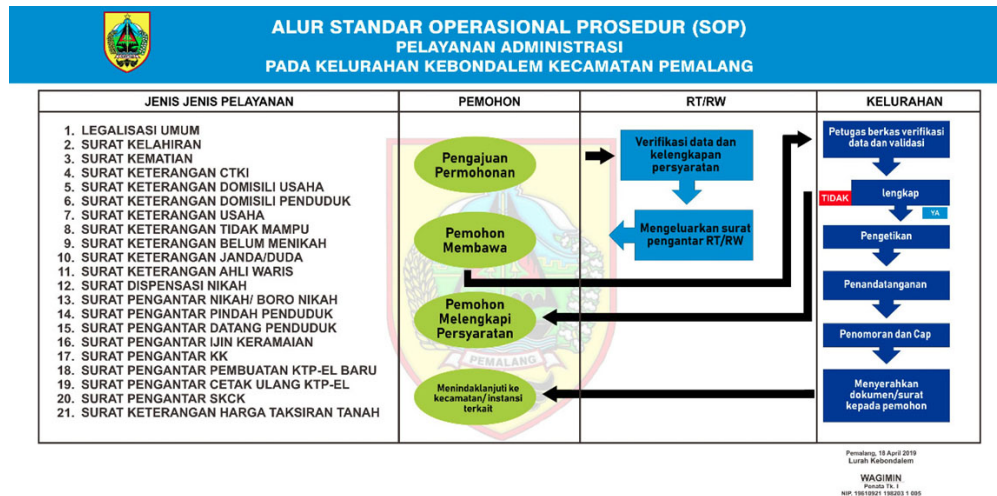 ALUR STANDAR OPERASIONAL PROSEDUR (SOP)
PELAYANAN ADMINISTRASI
PADA KELURAHAN KEBONDALEM KECAMATAN PEMALANG
JENIS JENIS PELAYANAN
1. LEGALISASI UMUM
2. SURAT KELAHIRAN
3. SURAT KEMATIAN
4. SURAT KETERANGAN CTKI
5. SURAT KETERANGAN DOMISILI USAHA
6. SURAT KETERANGAN DOMISILI PENDUDUK
7. SURAT KETERANGAN USAHA
8. SURAT KETERANGAN TIDAK MAMPU
9. SURAT KETERANGAN BELUM MENIKAH
10. SURAT KETERANGAN JANDA/DUDA
11. SURAT KETERANGAN AHLI WARIS
12. SURAT DISPENSASI NIKAH
13. SURAT PENGANTAR NIKAH/ BORO NIKAH
14. SURAT PENGANTAR PINDAH PENDUDUK
15. SURAT PENGANTAR DATANG PENDUDUK
16. SURAT PENGANTAR IJIN KERAMAIAN
17. SURAT PENGANTAR KK
18. SURAT PENGANTAR PEMBUATAN KTP-EL BARU
19. SURAT PENGANTAR CETAK ULANG KTP-EL
20. SURAT PENGANTAR SKCK
21. SURAT KETERANGAN HARGA TAKSIRAN TANAH
PEMOHON
Pengajuan
Permohonan
Pemohon
Membawa
Pemohon
Melengkapi
Persyaratan
PEMALANG
Menindaklanjuti ke
kecamatan/instansi
terkait
RT/RW
Verifikasi data dan
kelengkapan
persyaratan
Mengeluarkan surat
pengantar RT/RW
KELURAHAN
Petugas berkas verifikasi
data dan validasi
TIDAK
lengkap
YA
Pengetikan
Penandatanganan
Penomoran dan Cap
Menyerahkan
dokumen/surat
kepada pemohon
Pemalang, 18 April 2019
Lurah Kebondalem
WAGIMIN
Penata Tk. I
NIP.